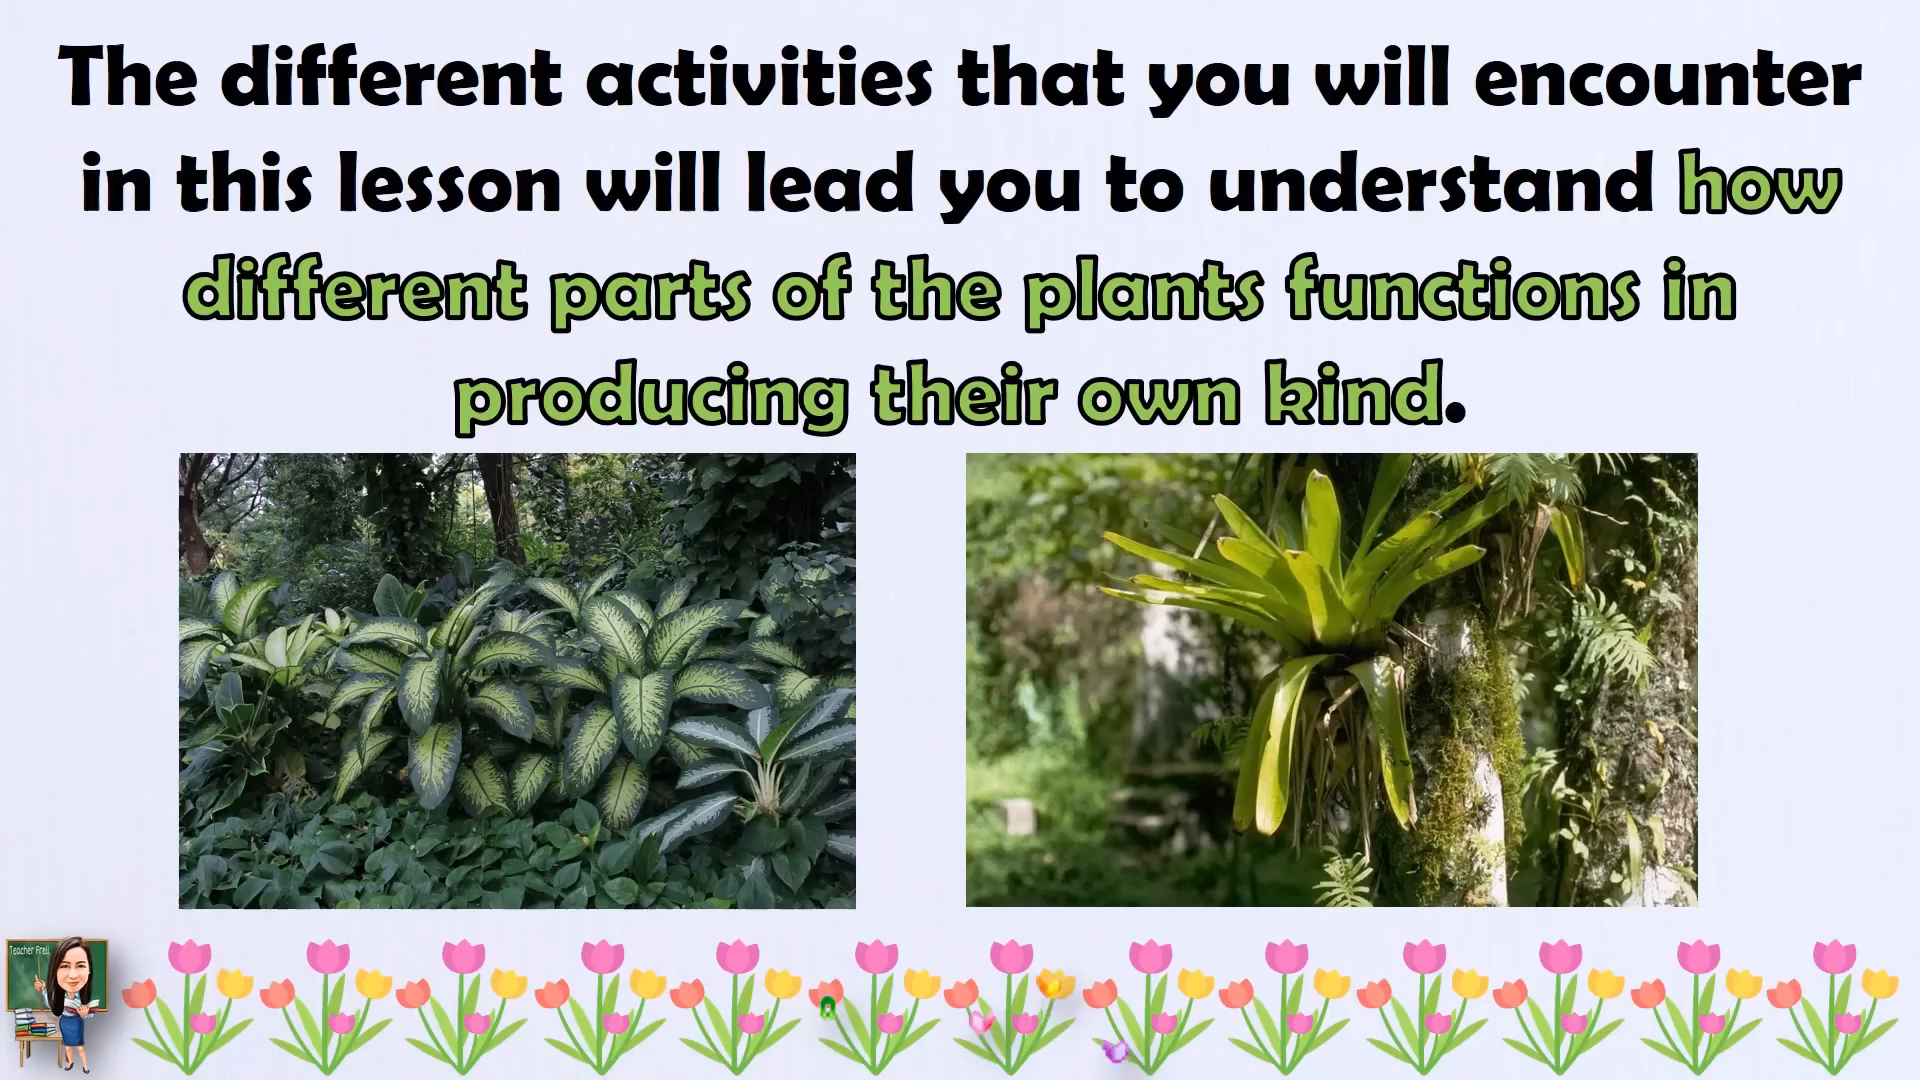 The different activities that you will encounter
in this lesson will lead you to understand how
different parts of the plants functions in
producing their own kind.
Teacher Frell